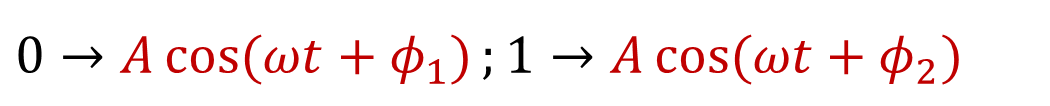 0 → A cos(ωt + ϕ₁) ; 1 → A cos(ωt + ϕ₂)